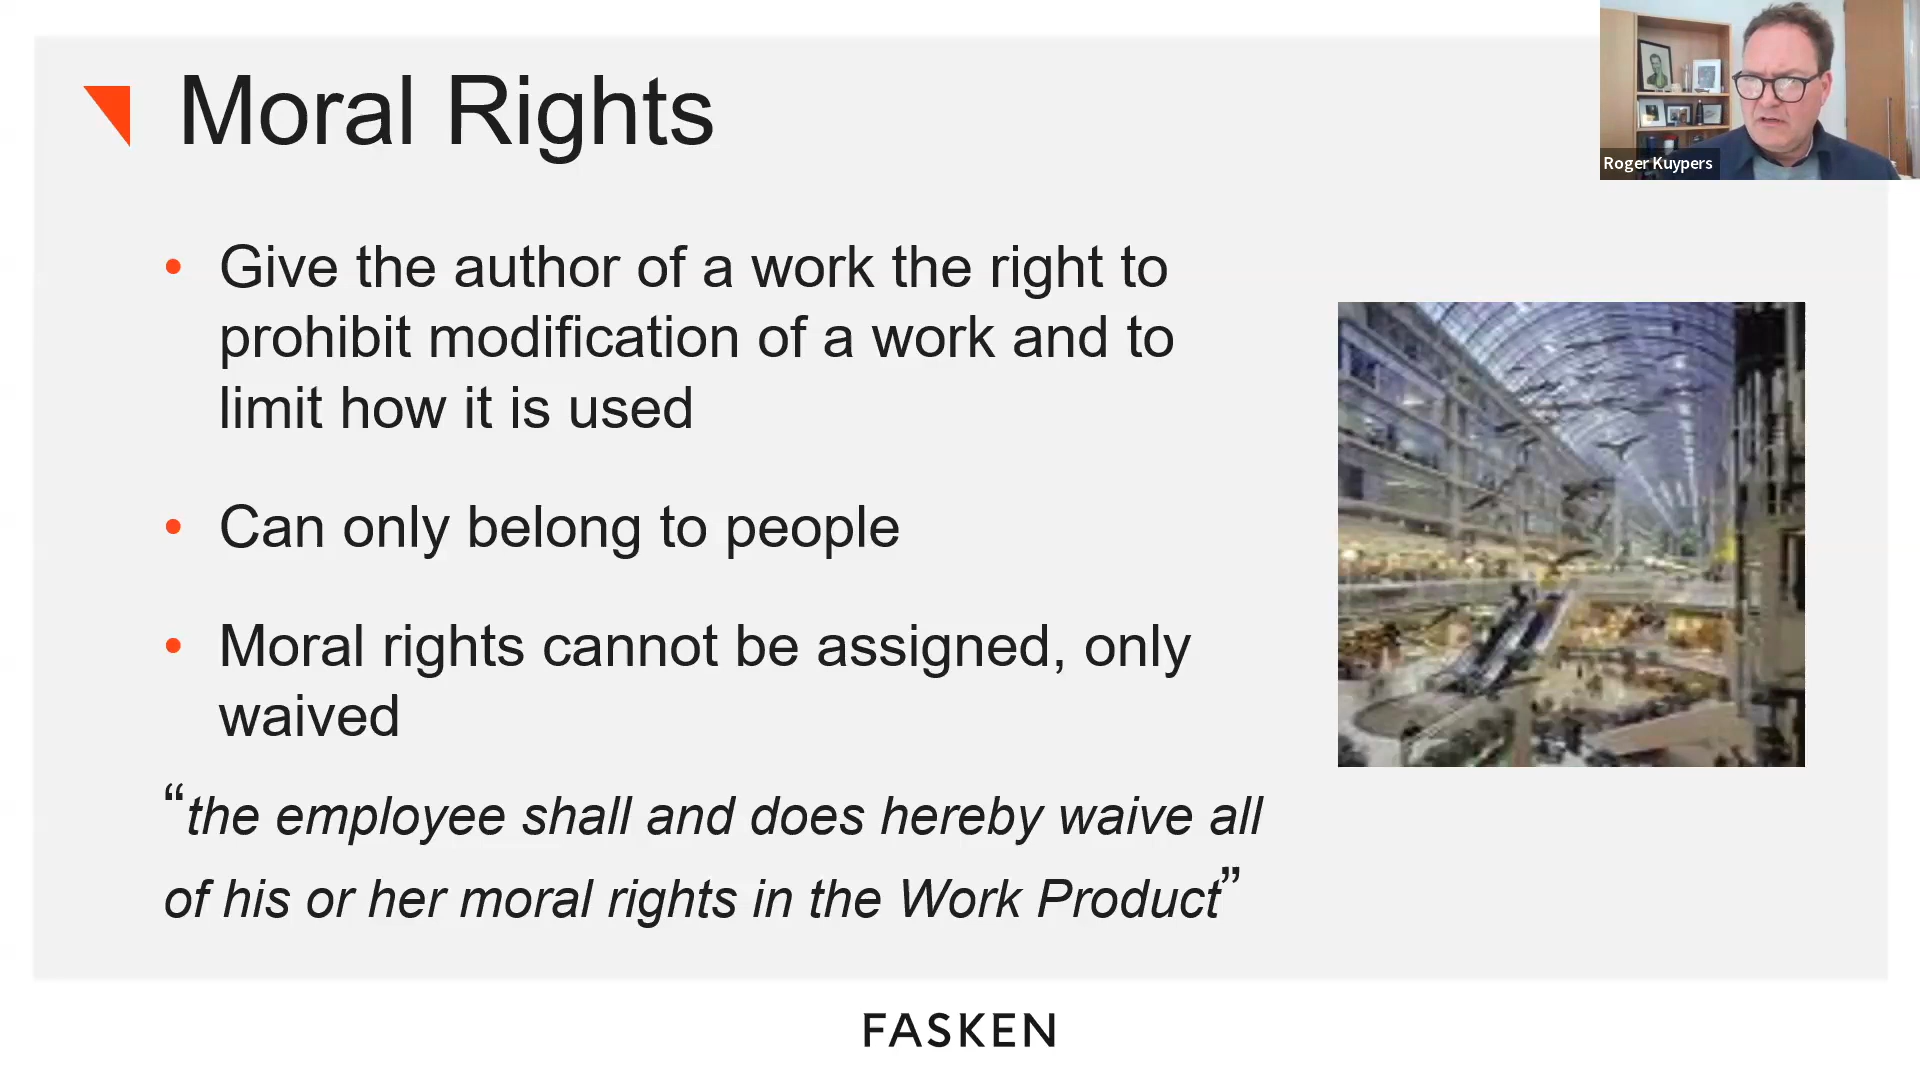 Moral Rights
Roger Kuypers
• Give the author of a work the right to
prohibit modification of a work and to
limit how it is used
• Can only belong to people
• Moral rights cannot be assigned, only
waived
“the employee shall and does hereby waive all
of his or her moral rights in the Work Product”
FASKEN